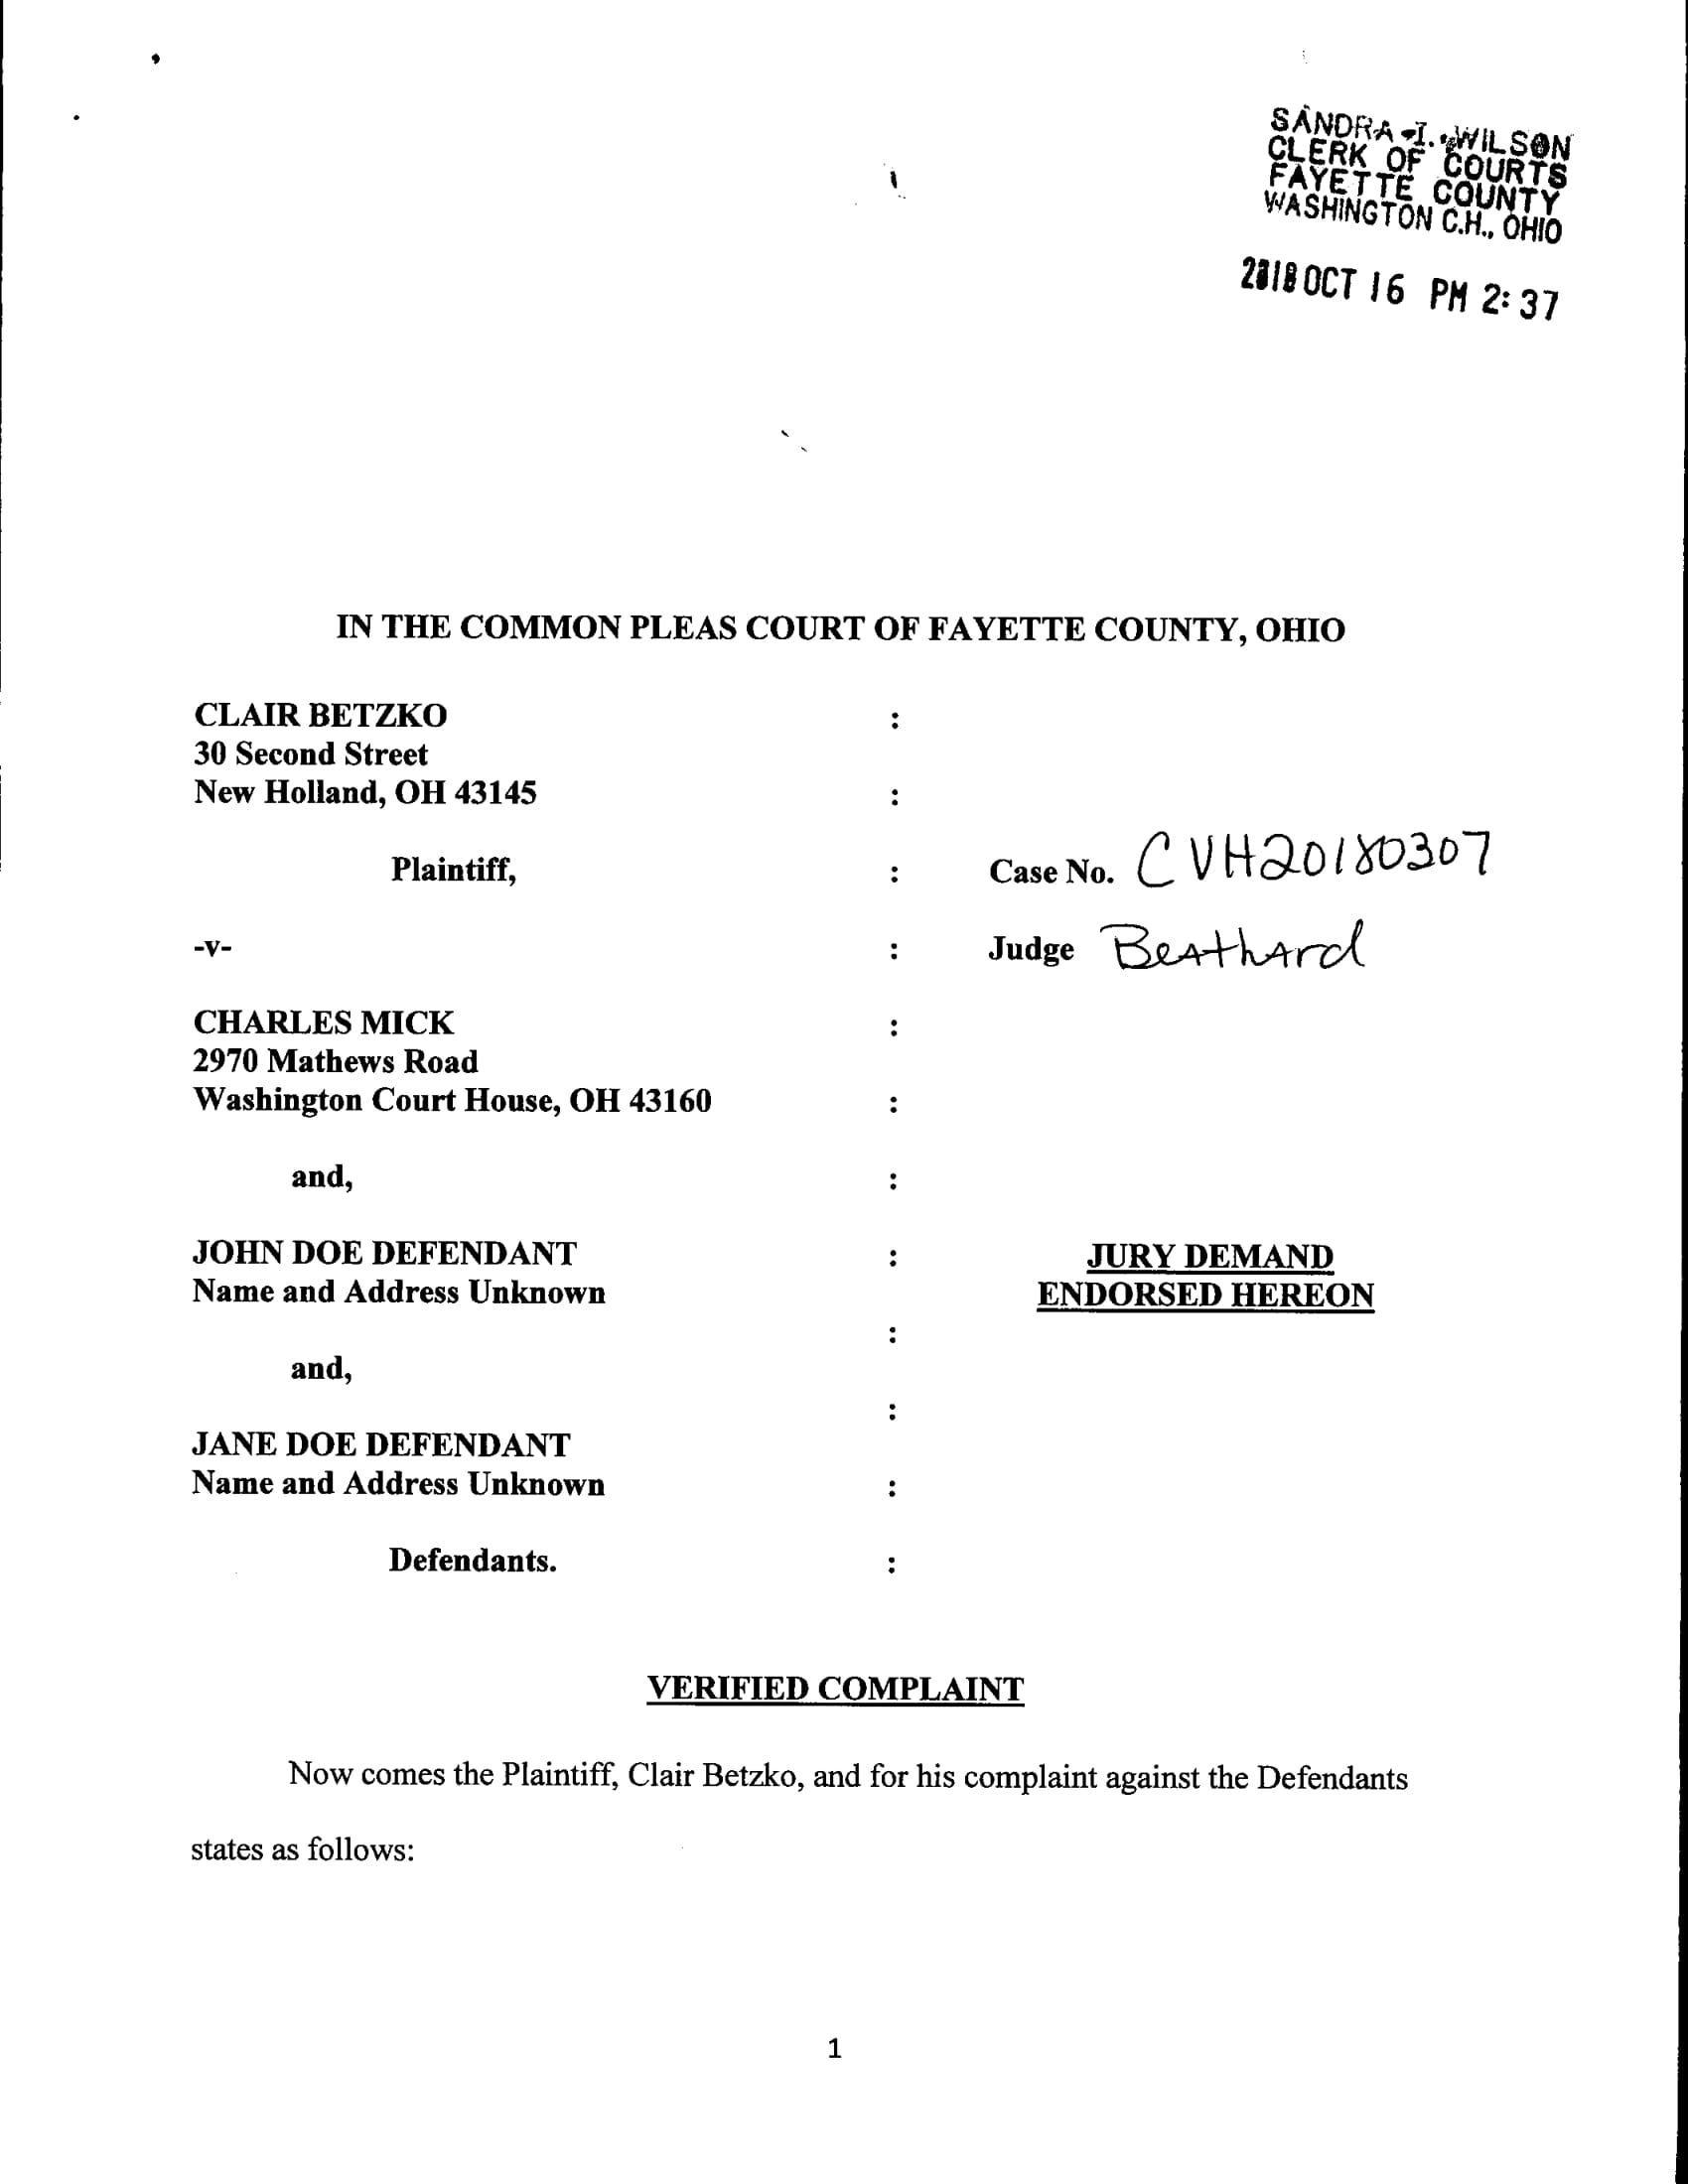 SANDRA I. WILSON
CLERK OF COURTS
FAYETTE COUNTY
WASHINGTON C.H., OHIO
2018 OCT 16 PM 2:37
IN THE COMMON PLEAS COURT OF FAYETTE COUNTY, OHIO
CLAIR BETZKO :
30 Second Street
New Holland, OH 43145 :
Plaintiff, : Case No. CVH20180307
-v- : Judge Beathard
CHARLES MICK :
2970 Mathews Road
Washington Court House, OH 43160 :
and, :
JOHN DOE DEFENDANT : JURY DEMAND
Name and Address Unknown ENDORSED HEREON
:
and,
:
JANE DOE DEFENDANT
Name and Address Unknown :
Defendants. :
VERIFIED COMPLAINT
Now comes the Plaintiff, Clair Betzko, and for his complaint against the Defendants
states as follows:
1